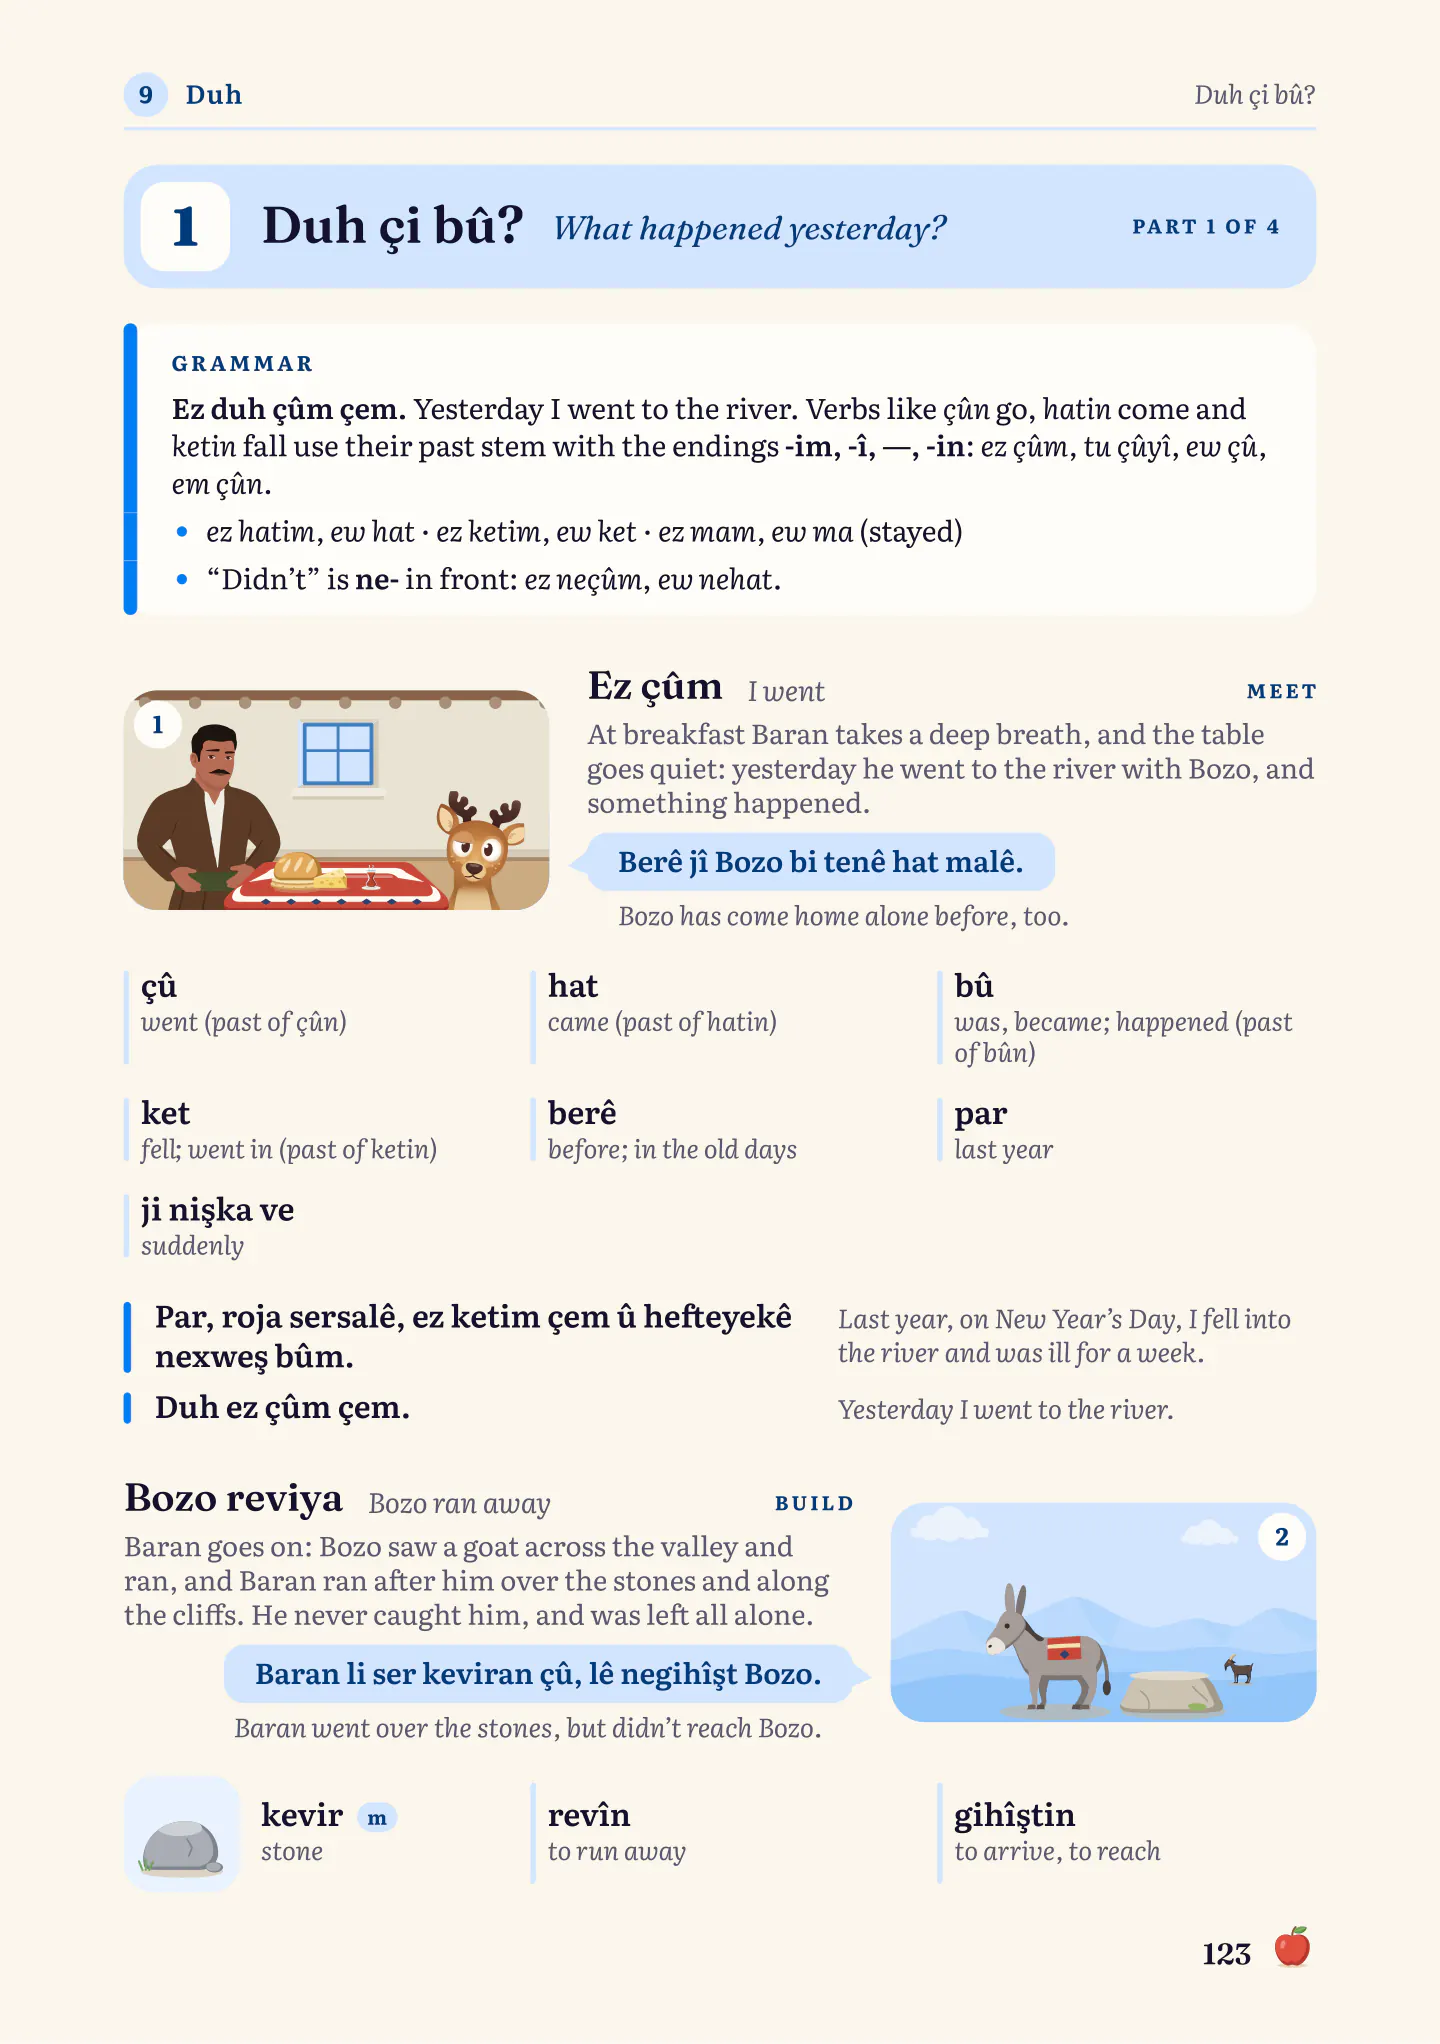 9 Duh
Duh çi bû?
1 Duh çi bû? What happened yesterday? PART 1 OF 4
GRAMMAR
Ez duh çûm çem. Yesterday I went to the river. Verbs like çûn go, hatin come and
ketin fall use their past stem with the endings -im, -î, —, -in: ez çûm, tu çûyî, ew çû,
em çûn.
• ez hatim, ew hat · ez ketim, ew ket · ez mam, ew ma (stayed)
• “Didn’t” is ne- in front: ez neçûm, ew nehat.
1
Ez çûm I went MEET
At breakfast Baran takes a deep breath, and the table
goes quiet: yesterday he went to the river with Bozo, and
something happened.
Berê jî Bozo bi tenê hat malê.
Bozo has come home alone before, too.
çû
went (past of çûn)
hat
came (past of hatin)
bû
was, became; happened (past
of bûn)
ket
fell; went in (past of ketin)
berê
before; in the old days
par
last year
ji nişka ve
suddenly
Par, roja sersalê, ez ketim çem û hefteyekê
nexweş bûm.
Last year, on New Year’s Day, I fell into
the river and was ill for a week.
Duh ez çûm çem.
Yesterday I went to the river.
Bozo reviya Bozo ran away BUILD
Baran goes on: Bozo saw a goat across the valley and
ran, and Baran ran after him over the stones and along
the cliffs. He never caught him, and was left all alone.
Baran li ser keviran çû, lê negihîşt Bozo.
Baran went over the stones, but didn’t reach Bozo.
2
kevir m
stone
revîn
to run away
gihîştin
to arrive, to reach
123